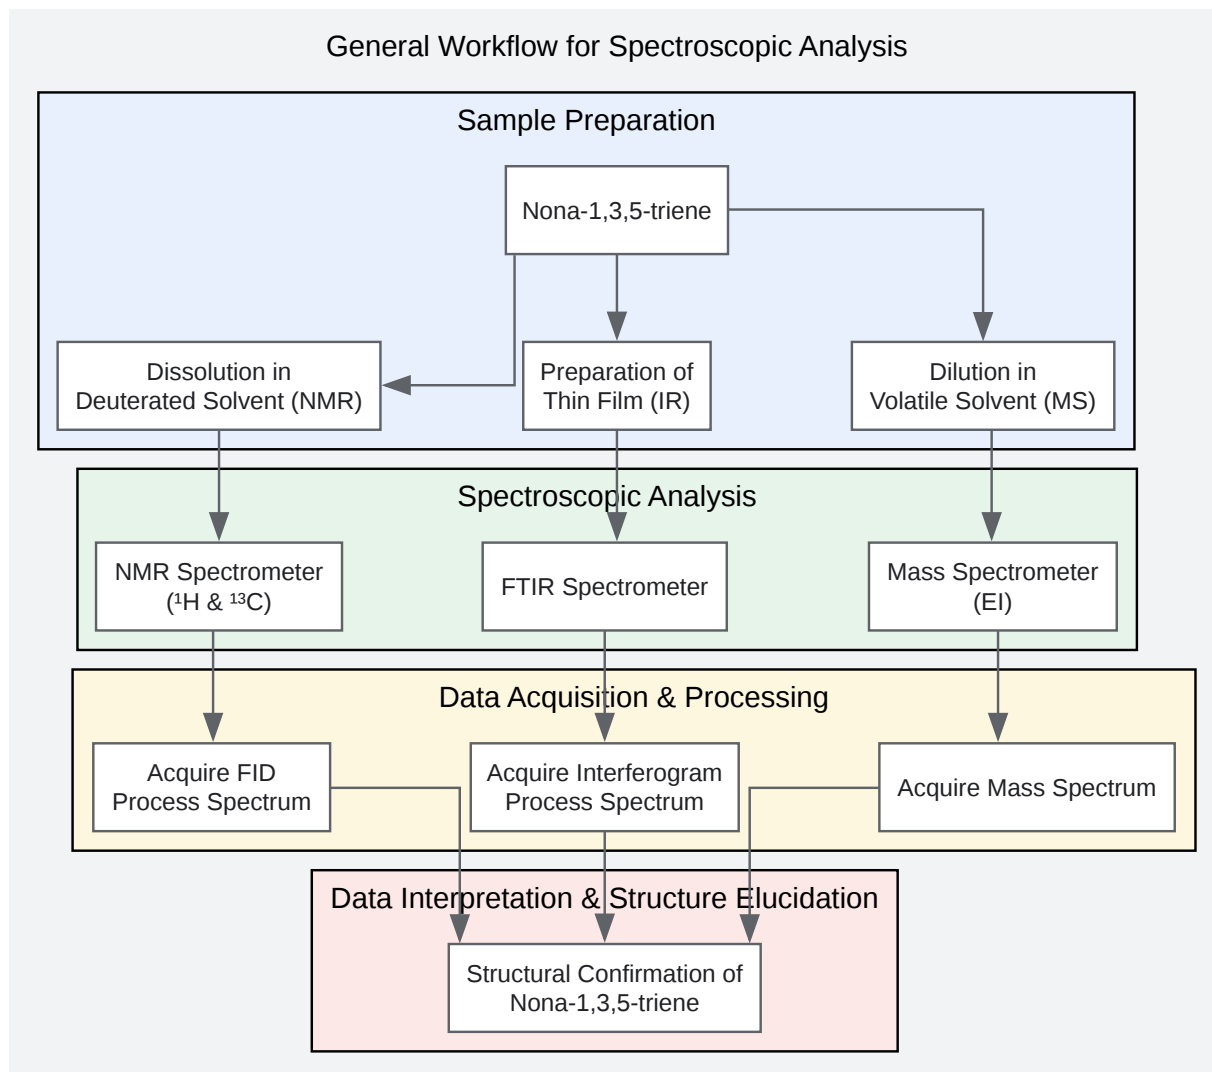 General Workflow for Spectroscopic Analysis
Sample Preparation
Nona-1,3,5-triene
Dissolution in
Deuterated Solvent (NMR)
Preparation of
Thin Film (IR)
Dilution in
Volatile Solvent (MS)
Spectroscopic Analysis
NMR Spectrometer
(¹H & ¹³C)
FTIR Spectrometer
Mass Spectrometer
(EI)
Data Acquisition & Processing
Acquire FID
Process Spectrum
Acquire Interferogram
Process Spectrum
Acquire Mass Spectrum
Data Interpretation & Structure Elucidation
Structural Confirmation of
Nona-1,3,5-triene